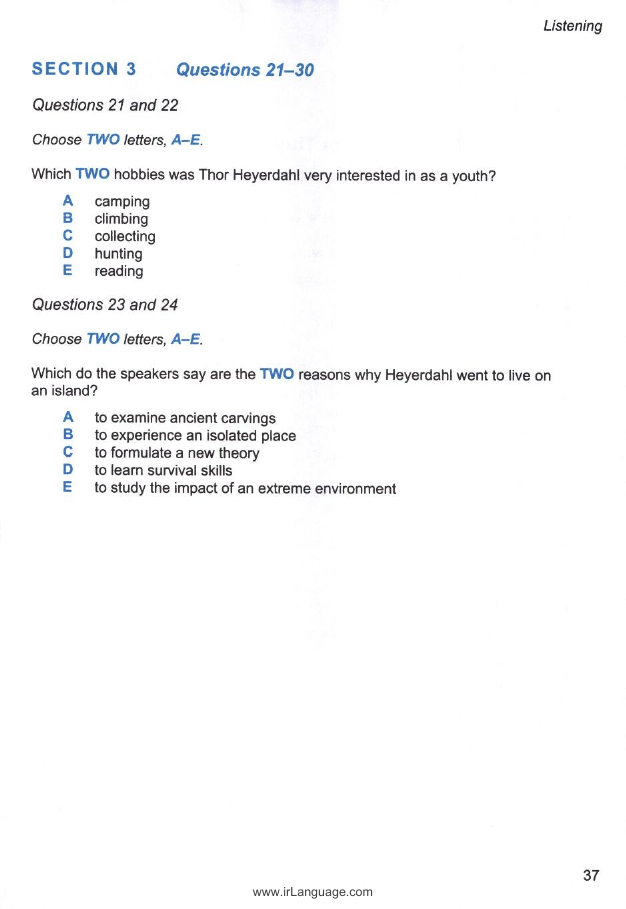 Listening
SECTION 3 Questions 21–30
Questions 21 and 22
Choose TWO letters, A–E.
Which TWO hobbies was Thor Heyerdahl very interested in as a youth?
A camping
B climbing
C collecting
D hunting
E reading
Questions 23 and 24
Choose TWO letters, A–E.
Which do the speakers say are the TWO reasons why Heyerdahl went to live on
an island?
A to examine ancient carvings
B to experience an isolated place
C to formulate a new theory
D to learn survival skills
E to study the impact of an extreme environment
37
www.irLanguage.com